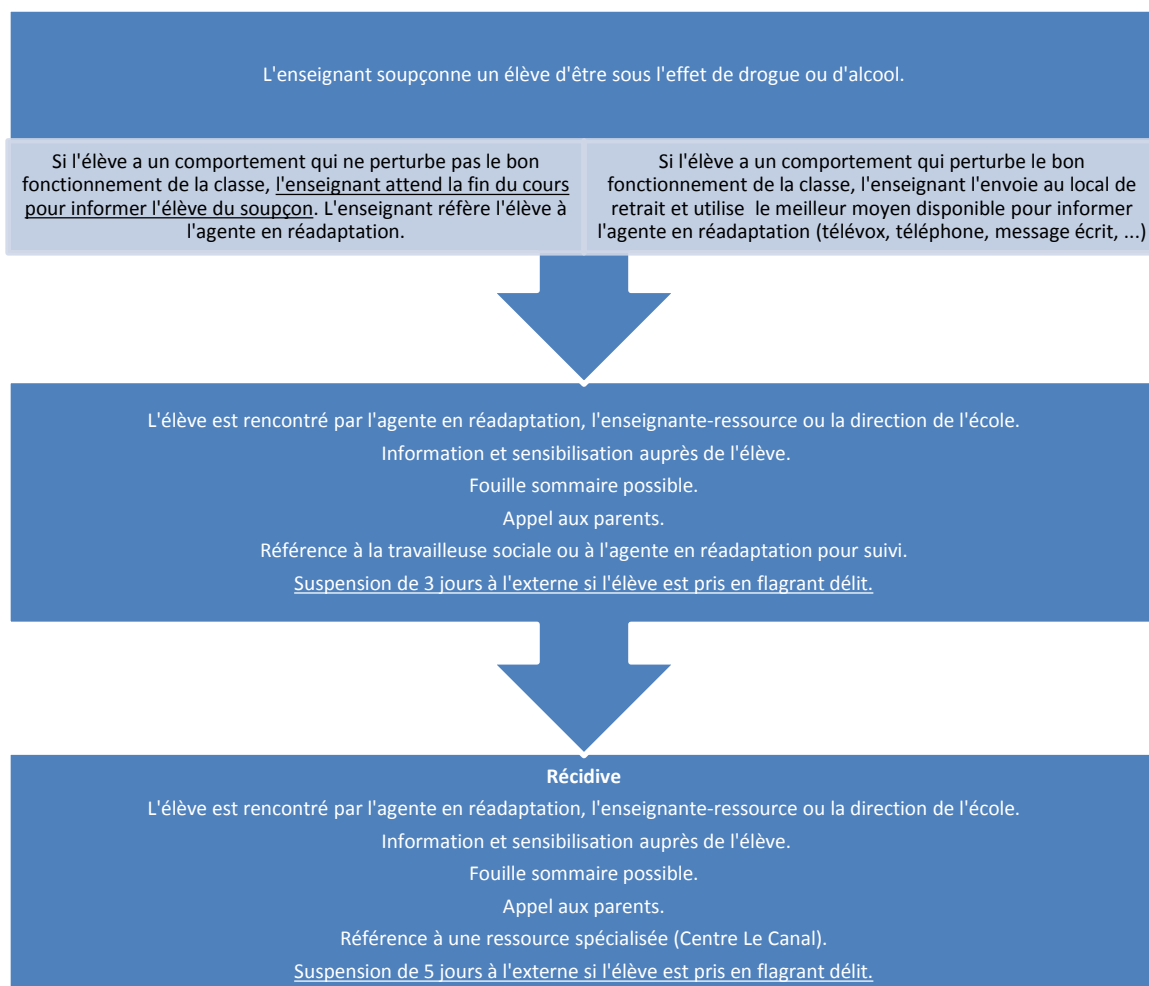 L'enseignant soupçonne un élève d'être sous l'effet de drogue ou d'alcool.
Si l'élève a un comportement qui ne perturbe pas le bon
fonctionnement de la classe, l'enseignant attend la fin du cours
pour informer l'élève du soupçon. L'enseignant réfère l'élève à
l'agente en réadaptation.
Si l'élève a un comportement qui perturbe le bon
fonctionnement de la classe, l'enseignant l'envoie au local de
retrait et utilise le meilleur moyen disponible pour informer
l'agente en réadaptation (télévox, téléphone, message écrit, ...)
L'élève est rencontré par l'agente en réadaptation, l'enseignante-ressource ou la direction de l'école.
Information et sensibilisation auprès de l'élève.
Fouille sommaire possible.
Appel aux parents.
Référence à la travailleuse sociale ou à l'agente en réadaptation pour suivi.
Suspension de 3 jours à l'externe si l'élève est pris en flagrant délit.
Récidive
L'élève est rencontré par l'agente en réadaptation, l'enseignante-ressource ou la direction de l'école.
Information et sensibilisation auprès de l'élève.
Fouille sommaire possible.
Appel aux parents.
Référence à une ressource spécialisée (Centre Le Canal).
Suspension de 5 jours à l'externe si l'élève est pris en flagrant délit.